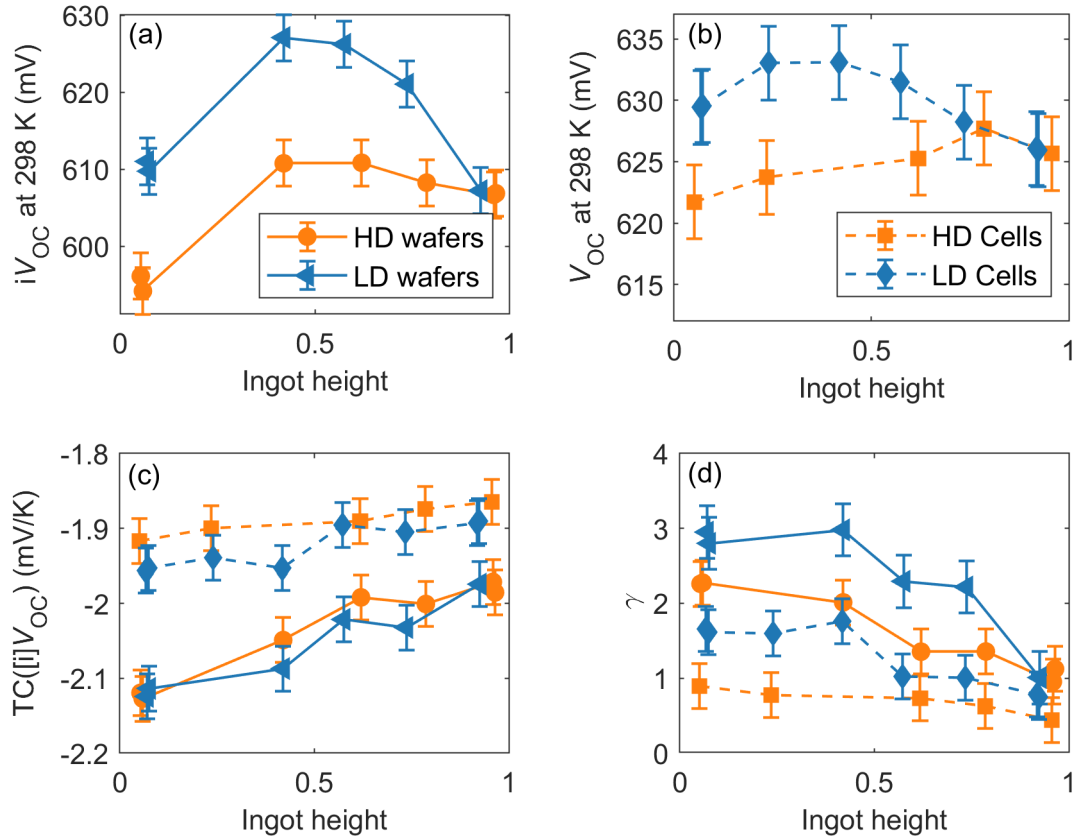 (a)
iV_OC at 298 K (mV)
630
620
610
600
HD wafers
LD wafers
0
0.5
1
Ingot height
(b)
V_OC at 298 K (mV)
635
630
625
620
615
HD Cells
LD Cells
0
0.5
1
Ingot height
(c)
TC([i]V_OC) (mV/K)
-1.8
-1.9
-2
-2.1
-2.2
0
0.5
1
Ingot height
(d)
γ
4
3
2
1
0
0
0.5
1
Ingot height